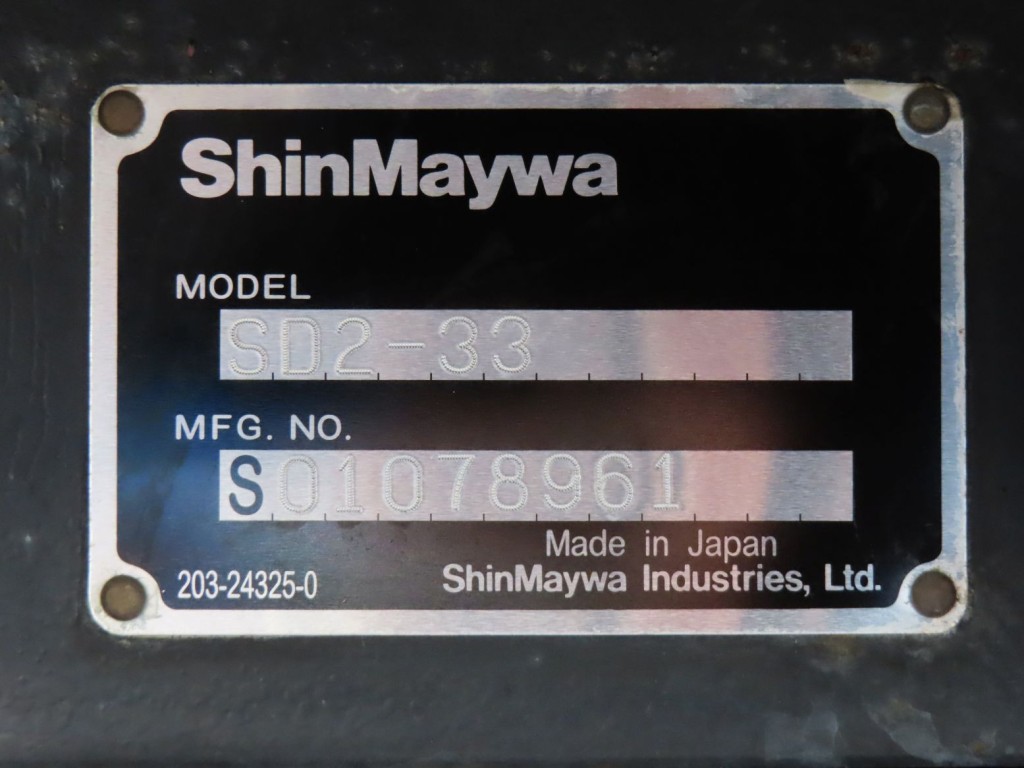 ShinMaywa
MODEL
SD2-33
MFG. NO.
S01078961
Made in Japan
203-24325-0 ShinMaywa Industries, Ltd.